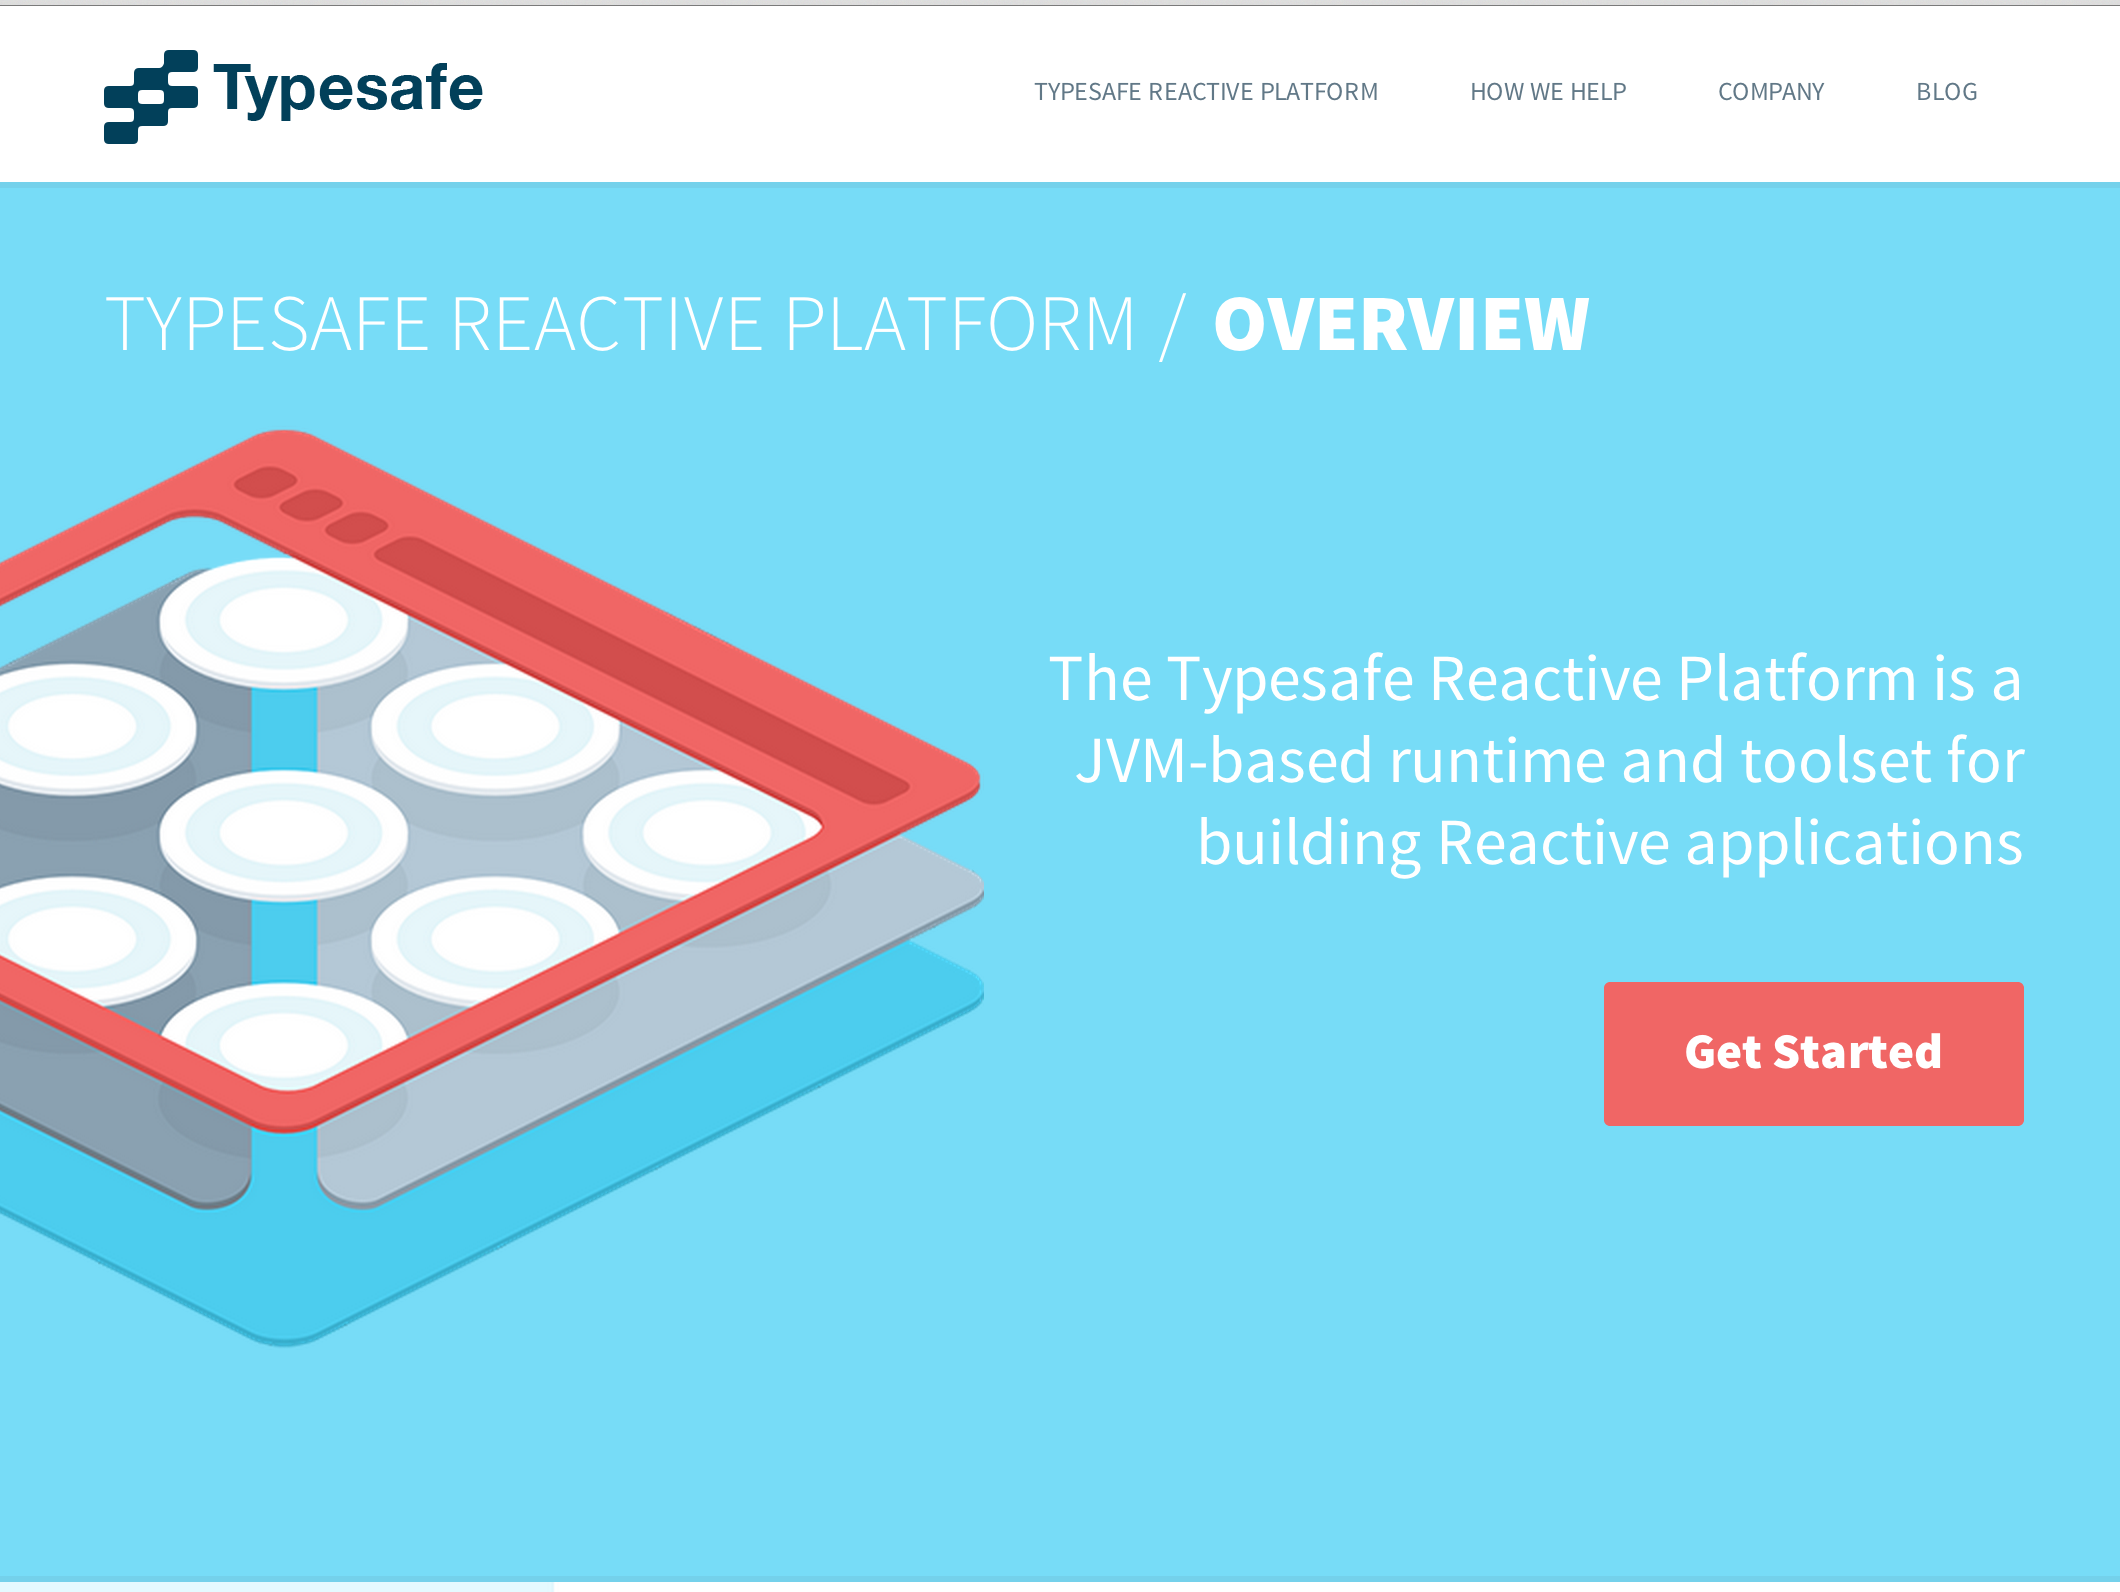 Typesafe
TYPESAFE REACTIVE PLATFORM
HOW WE HELP
COMPANY
BLOG
TYPESAFE REACTIVE PLATFORM / OVERVIEW
The Typesafe Reactive Platform is a
JVM-based runtime and toolset for
building Reactive applications
Get Started